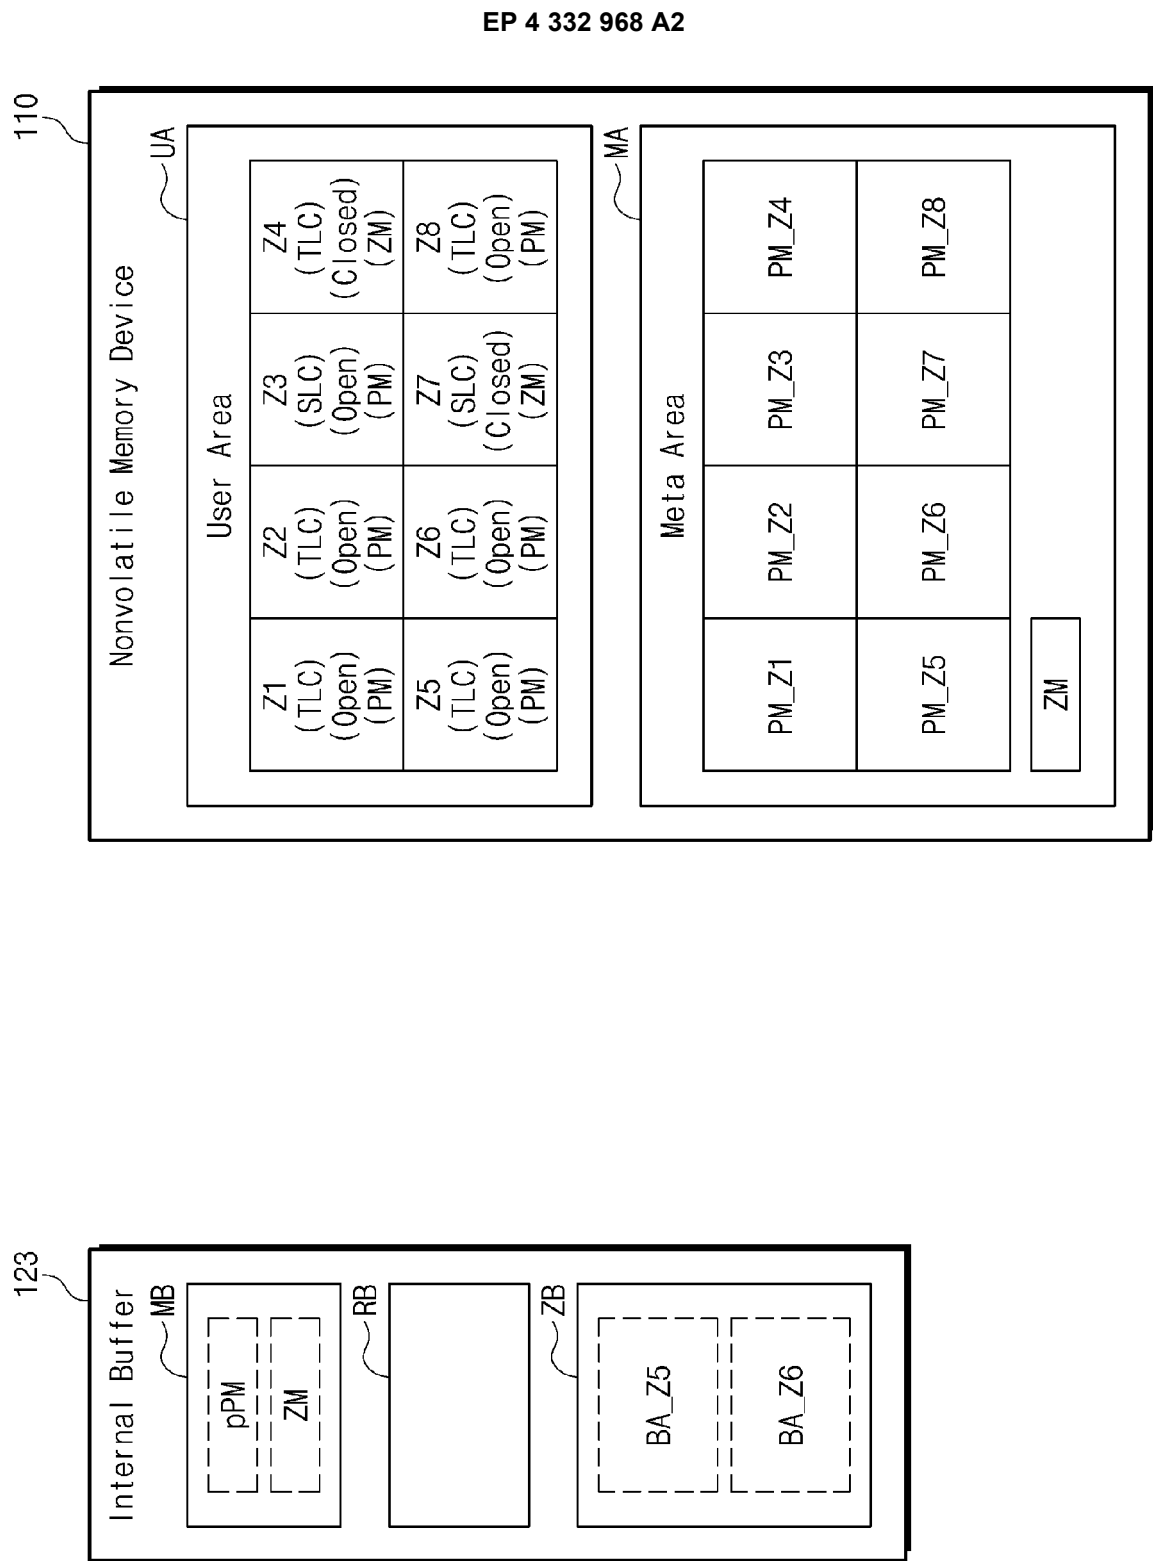 EP 4 332 968 A2
123
Internal Buffer
MB
pPM
ZM
RB
ZB
BA_Z5
BA_Z6
110
Nonvolatile Memory Device
UA
User Area
Z1
(TLC)
(Open)
(PM)
Z2
(TLC)
(Open)
(PM)
Z3
(SLC)
(Open)
(PM)
Z4
(TLC)
(Closed)
(ZM)
Z5
(TLC)
(Open)
(PM)
Z6
(TLC)
(Open)
(PM)
Z7
(SLC)
(Closed)
(ZM)
Z8
(TLC)
(Open)
(PM)
MA
Meta Area
PM_Z1
PM_Z2
PM_Z3
PM_Z4
PM_Z5
PM_Z6
PM_Z7
PM_Z8
ZM